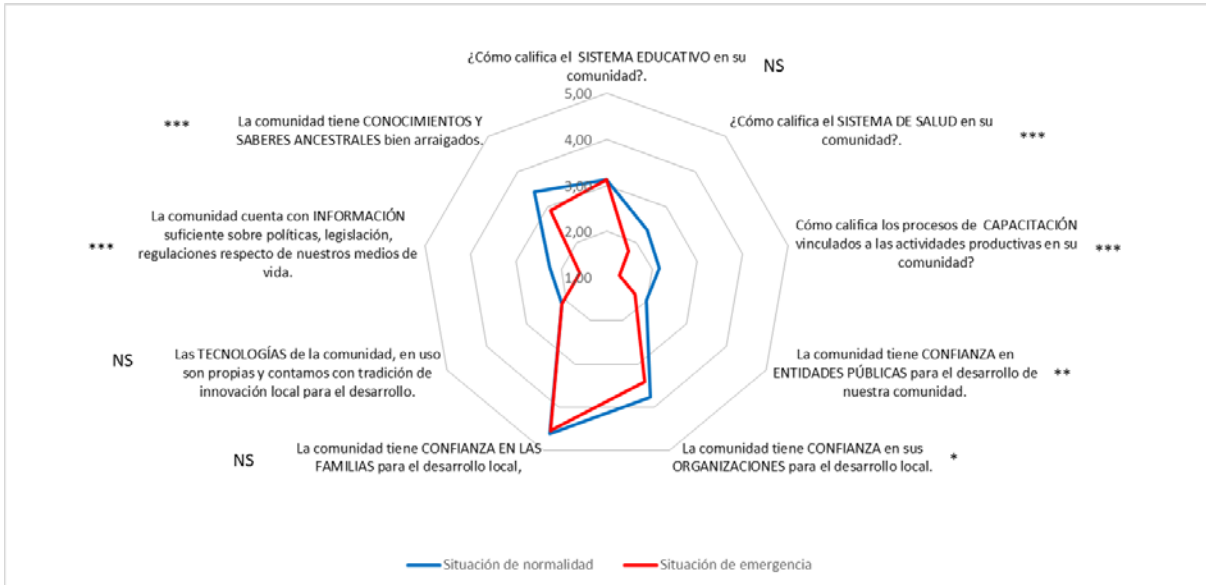 ¿Cómo califica el SISTEMA EDUCATIVO en su
comunidad?.
NS
5,00
4,00
3,00
2,00
1,00
¿Cómo califica el SISTEMA DE SALUD en su
comunidad?.
***
Cómo califica los procesos de CAPACITACIÓN
vinculados a las actividades productivas en su
comunidad?
***
La comunidad tiene CONFIANZA en
ENTIDADES PÚBLICAS para el desarrollo de
nuestra comunidad.
**
La comunidad tiene CONFIANZA en sus
ORGANIZACIONES para el desarrollo local.
*
La comunidad tiene CONFIANZA EN LAS
FAMILIAS para el desarrollo local,
NS
Las TECNOLOGÍAS de la comunidad, en uso
son propias y contamos con tradición de
innovación local para el desarrollo.
NS
La comunidad cuenta con INFORMACIÓN
suficiente sobre políticas, legislación,
regulaciones respecto de nuestros medios de
vida.
***
La comunidad tiene CONOCIMIENTOS Y
SABERES ANCESTRALES bien arraigados.
***
Situación de normalidad
Situación de emergencia